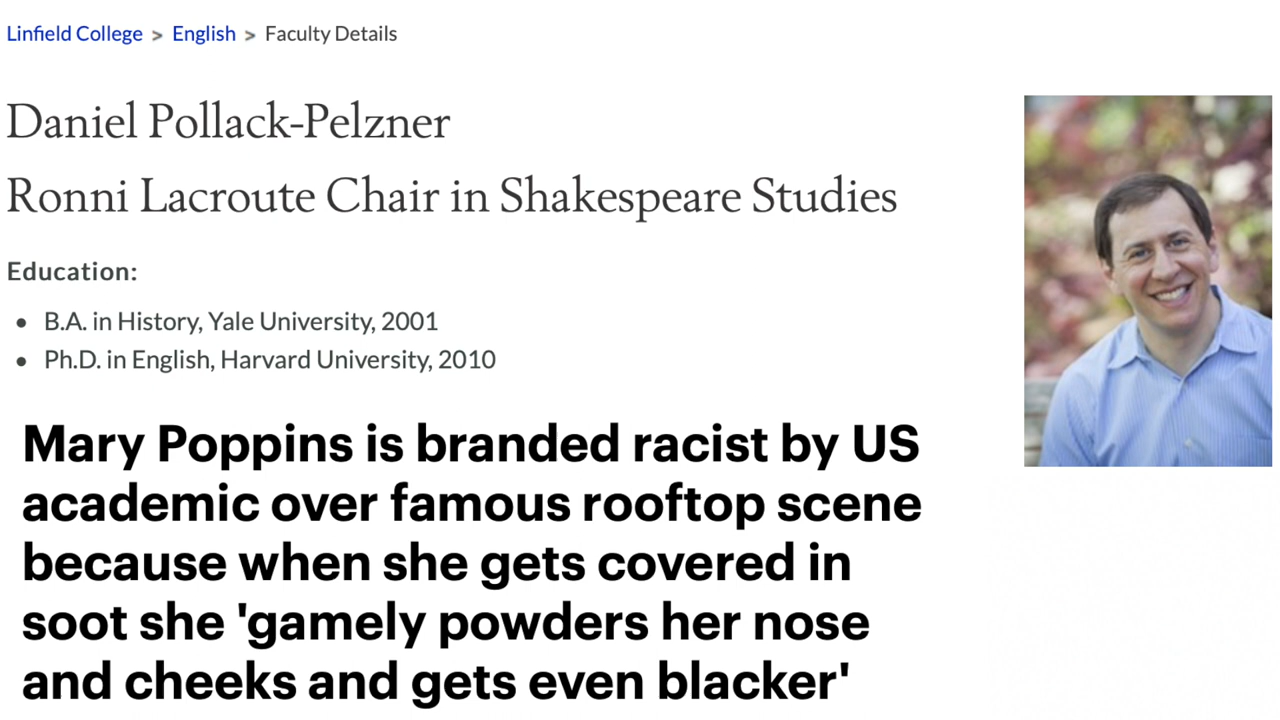 Linfield College > English > Faculty Details
Daniel Pollack-Pelzner
Ronni Lacroute Chair in Shakespeare Studies
Education:
• B.A. in History, Yale University, 2001
• Ph.D. in English, Harvard University, 2010
Mary Poppins is branded racist by US
academic over famous rooftop scene
because when she gets covered in
soot she 'gamely powders her nose
and cheeks and gets even blacker'